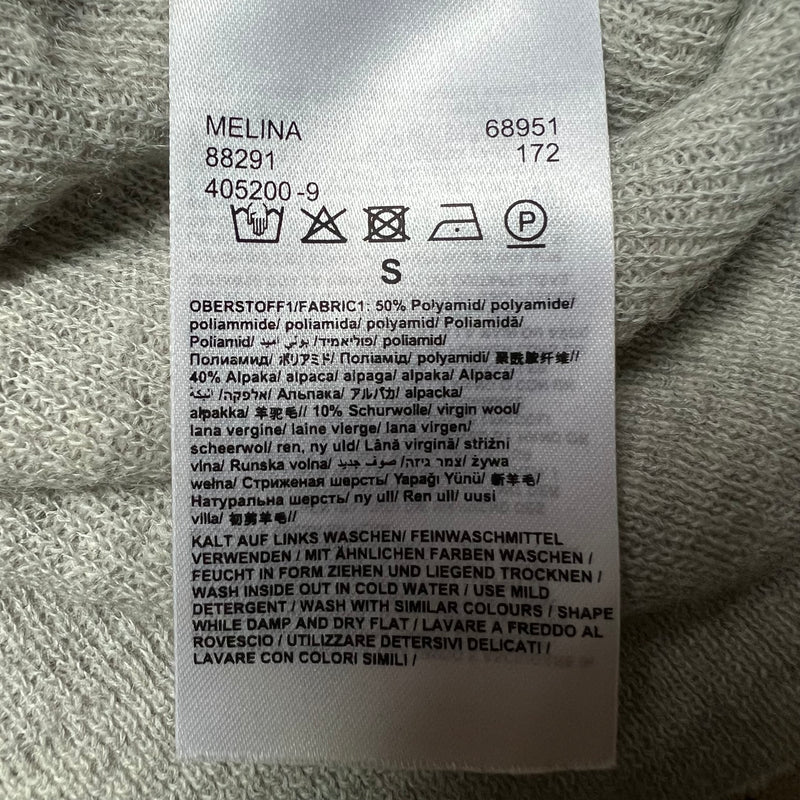 MELINA 68951
88291 172
405200-9
P
S
OBERSTOFF1/FABRIC1: 50% Polyamid/ polyamide/
poliammide/ poliamida/ polyamid/ Poliamidă/
Poliamid/ بولي أميد /פוליאמיד/ poliamid/
Полиамид/ ポリアミド/ Поліамід/ polyamidi/ 聚酰胺纤维//
40% Alpaka/ alpaca/ alpaga/ alpaka/ Alpaca/
אלפקה/ Альпака/ アルパカ/ alpacka/
alpakka/ 羊驼毛// 10% Schurwolle/ virgin wool/
lana vergine/ laine vierge/ lana virgen/
scheerwol/ ren, ny uld/ Lână virgină/ střižní
vlna/ Runska volna/ صوف جديد /צמר גיזה/ żywa
wełna/ Стриженая шерсть/ Yapağı Yünü/ 新羊毛/
Натуральна шерсть/ ny ull/ Ren ull/ uusi
villa/ 初剪羊毛//
KALT AUF LINKS WASCHEN/ FEINWASCHMITTEL
VERWENDEN / MIT ÄHNLICHEN FARBEN WASCHEN /
FEUCHT IN FORM ZIEHEN UND LIEGEND TROCKNEN /
WASH INSIDE OUT IN COLD WATER / USE MILD
DETERGENT / WASH WITH SIMILAR COLOURS / SHAPE
WHILE DAMP AND DRY FLAT / LAVARE A FREDDO AL
ROVESCIO / UTILIZZARE DETERSIVI DELICATI /
LAVARE CON COLORI SIMILI /